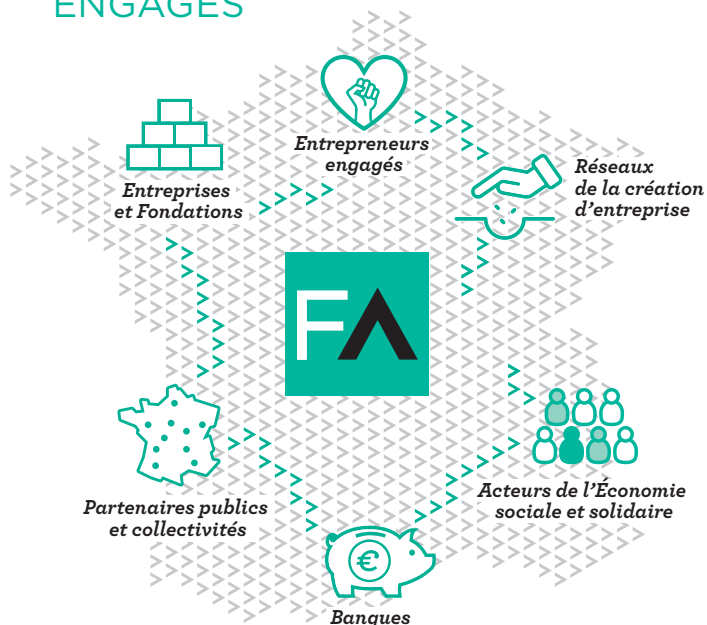 ENGAGÉS
Entrepreneurs
engagés
Entreprises
et Fondations
Réseaux
de la création
d'entreprise
FA
€
Partenaires publics
et collectivités
Acteurs de l'Économie
sociale et solidaire
Banques